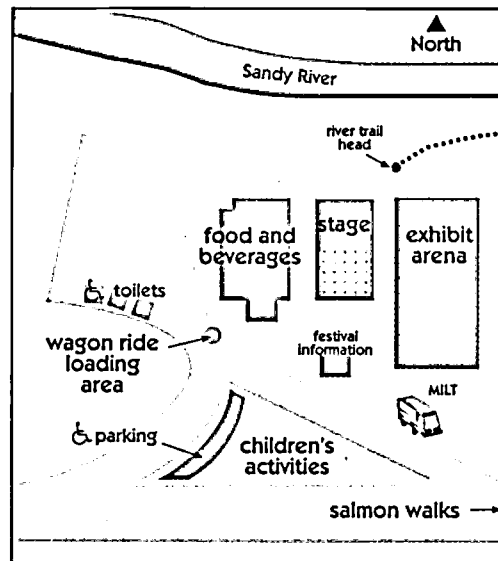 North
Sandy River
river trail
head
food and
beverages
stage
exhibit
arena
toilets
wagon ride
loading
area
festival
information
MILT
parking
children's
activities
salmon walks